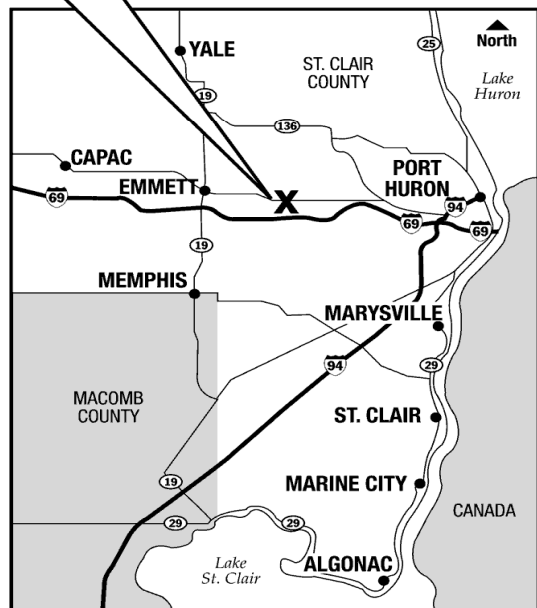 YALE
25
North
ST. CLAIR
COUNTY
Lake
Huron
19
136
CAPAC
PORT
HURON
EMMETT
X
94
69
69
69
19
MEMPHIS
MARYSVILLE
94
29
MACOMB
COUNTY
ST. CLAIR
19
MARINE CITY
CANADA
29
29
Lake
St. Clair
ALGONAC